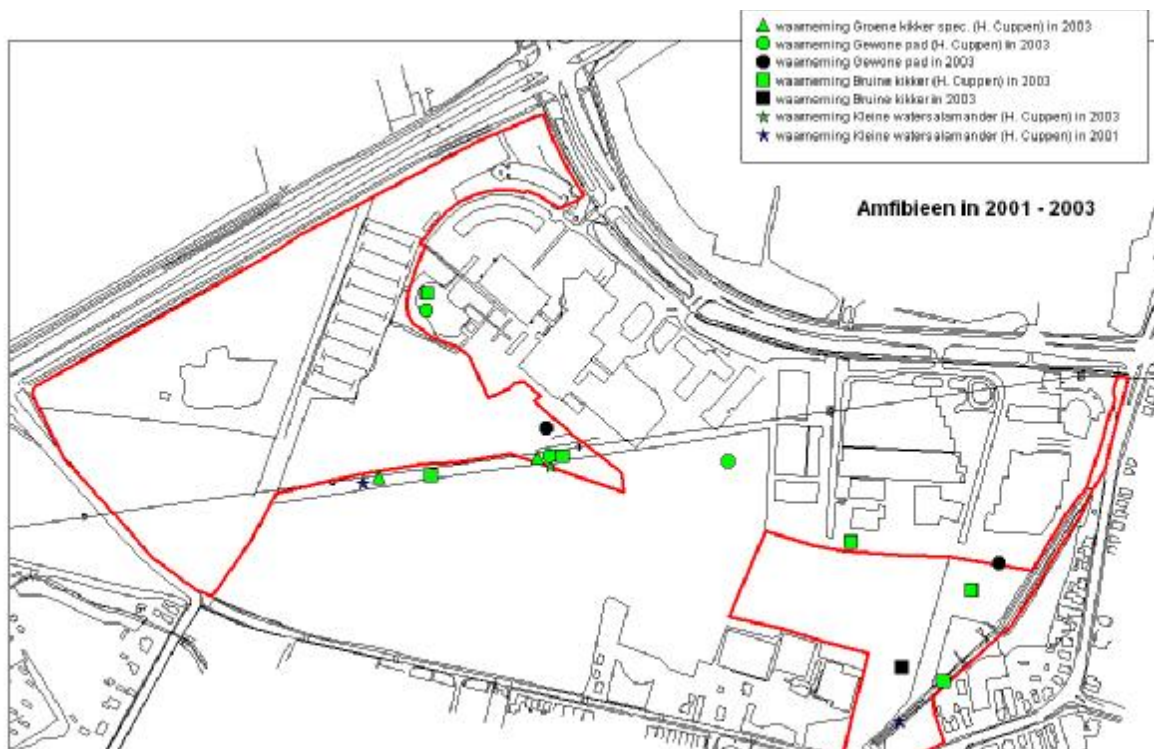 waarneming Groene kikker spec. (H. Cuppen) in 2003
waarneming Gewone pad (H. Cuppen) in 2003
waarneming Gewone pad in 2003
waarneming Bruine kikker (H. Cuppen) in 2003
waarneming Bruine kikker in 2003
waarneming Kleine watersalamander (H. Cuppen) in 2003
waarneming Kleine watersalamander (H. Cuppen) in 2001
Amfibieen in 2001 - 2003